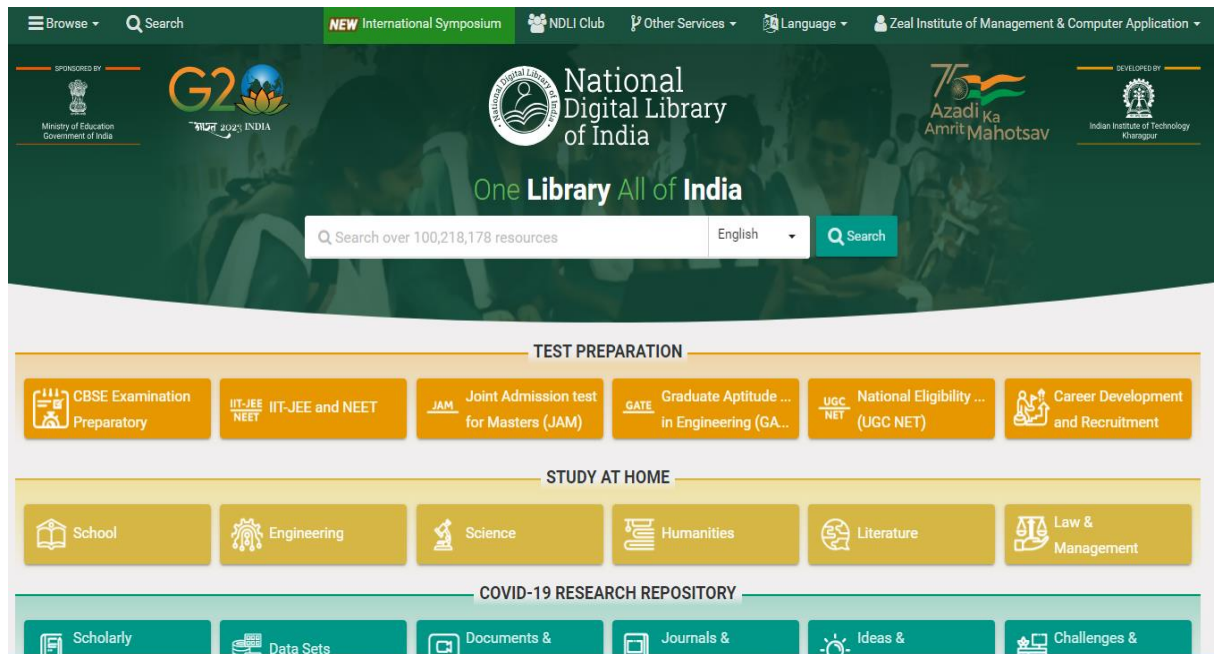 Browse
Search
NEW International Symposium
NDLI Club
Other Services
Language
Zeal Institute of Management & Computer Application
SPONSORED BY
Ministry of Education
Government of India
G20
भारत 2023 INDIA
National Digital Library of India
National
Digital Library
of India
75
Azadi Ka
Amrit Mahotsav
DEVELOPED BY
Indian Institute of Technology
Kharagpur
One Library All of India
Search over 100,218,178 resources
English
Search
TEST PREPARATION
CBSE Examination
Preparatory
IIT-JEE
NEET
IIT-JEE and NEET
JAM
Joint Admission test
for Masters (JAM)
GATE
Graduate Aptitude ...
in Engineering (GA...
UGC
NET
National Eligibility ...
(UGC NET)
Career Development
and Recruitment
STUDY AT HOME
School
Engineering
Science
Humanities
Literature
Law &
Management
COVID-19 RESEARCH REPOSITORY
Scholarly
Data Sets
Documents &
Journals &
Ideas &
Challenges &